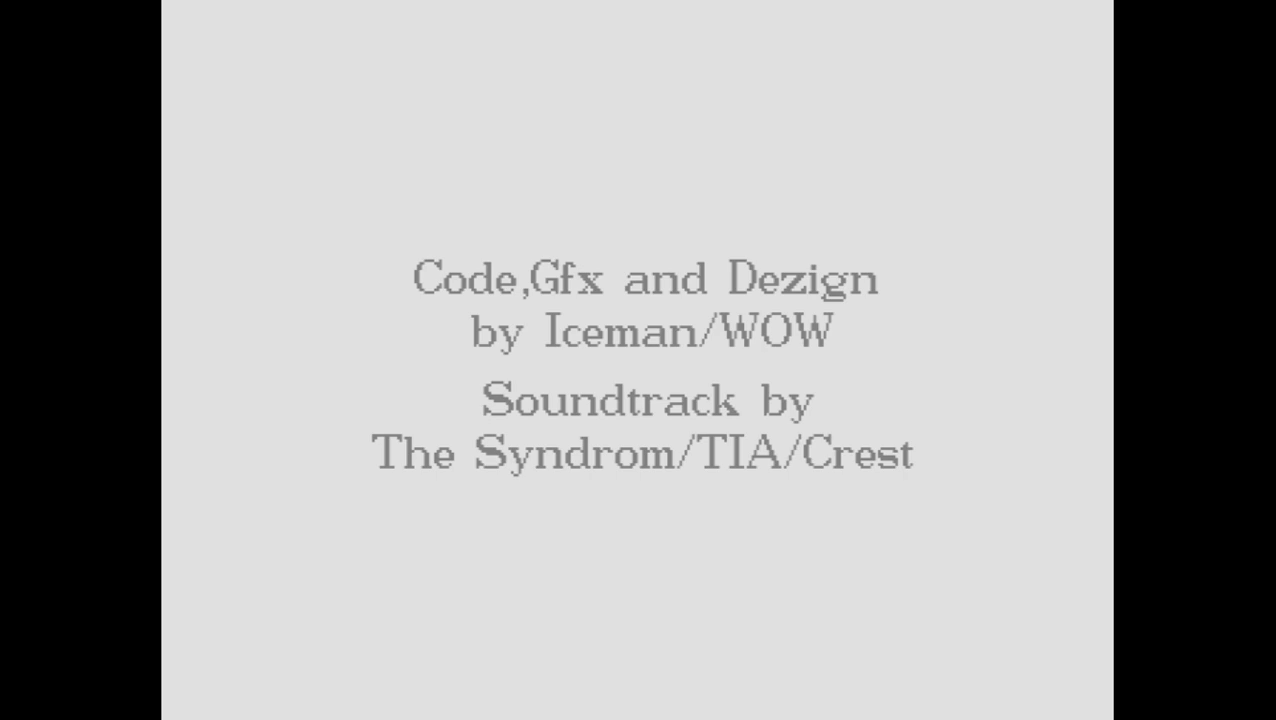 Code,Gfx and Dezign
by Iceman/WOW
Soundtrack by
The Syndrom/TIA/Crest